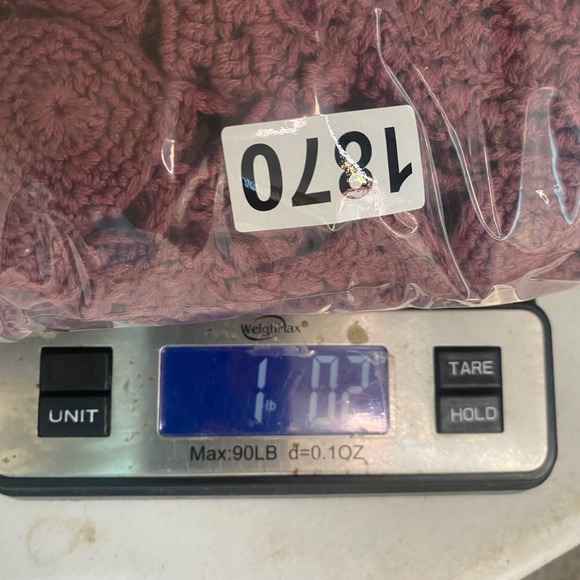 1870
WeighMax®
UNIT
1 lb 0.2
TARE
HOLD
Max:90LB d=0.1OZ